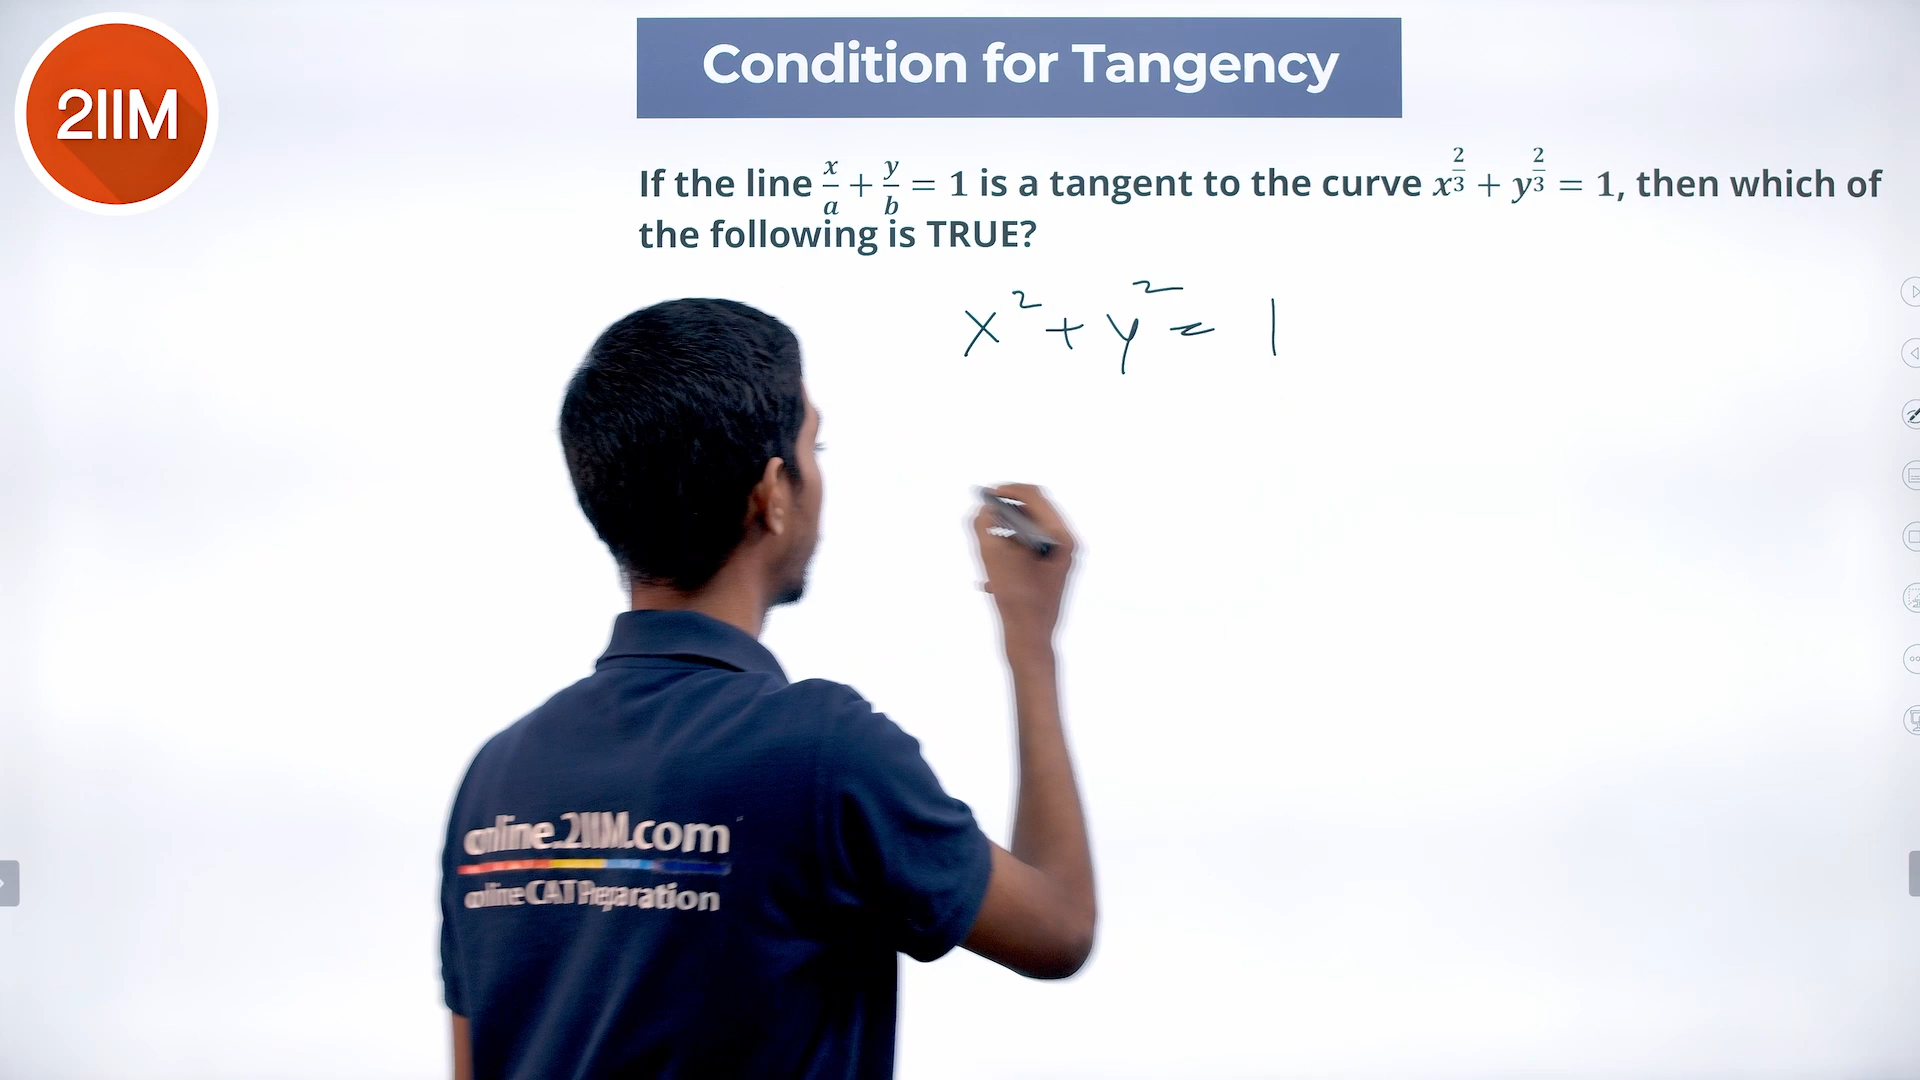 2IIM
Condition for Tangency
If the line x/a + y/b = 1 is a tangent to the curve x^(2/3) + y^(2/3) = 1, then which of
the following is TRUE?
x² + y² = 1
online.2IIM.com
online CAT Preparation